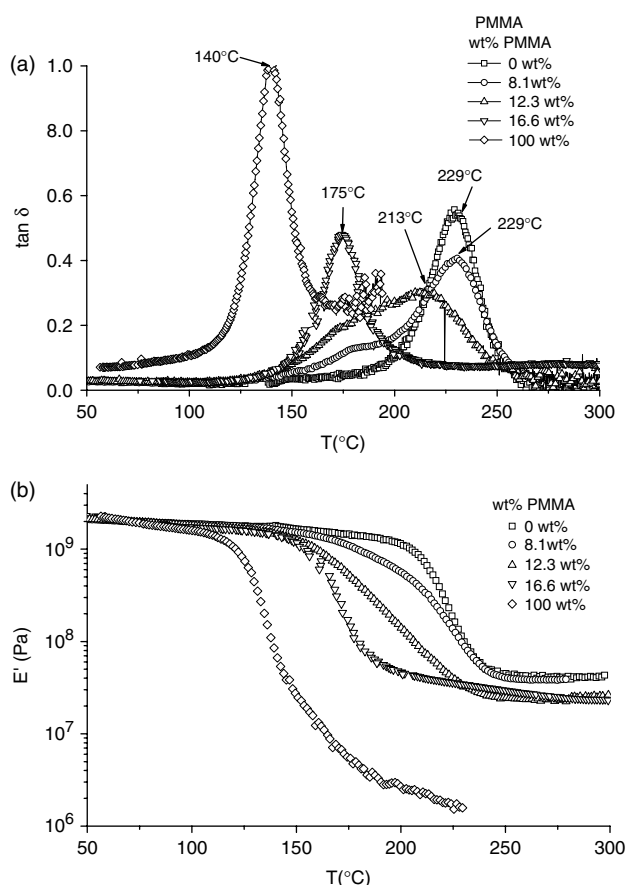 (a)
PMMA
wt% PMMA
0 wt%
8.1wt%
12.3 wt%
16.6 wt%
100 wt%
140°C
175°C
213°C
229°C
229°C
1.0
8.0
0.6
0.4
0.2
0.0
tan δ
50 100 150 200 250 300
T(°C)
(b)
wt% PMMA
0 wt%
8.1wt%
12.3 wt%
16.6 wt%
100 wt%
10⁹
10⁸
10⁷
10⁶
E' (Pa)
50 100 150 200 250 300
T(°C)